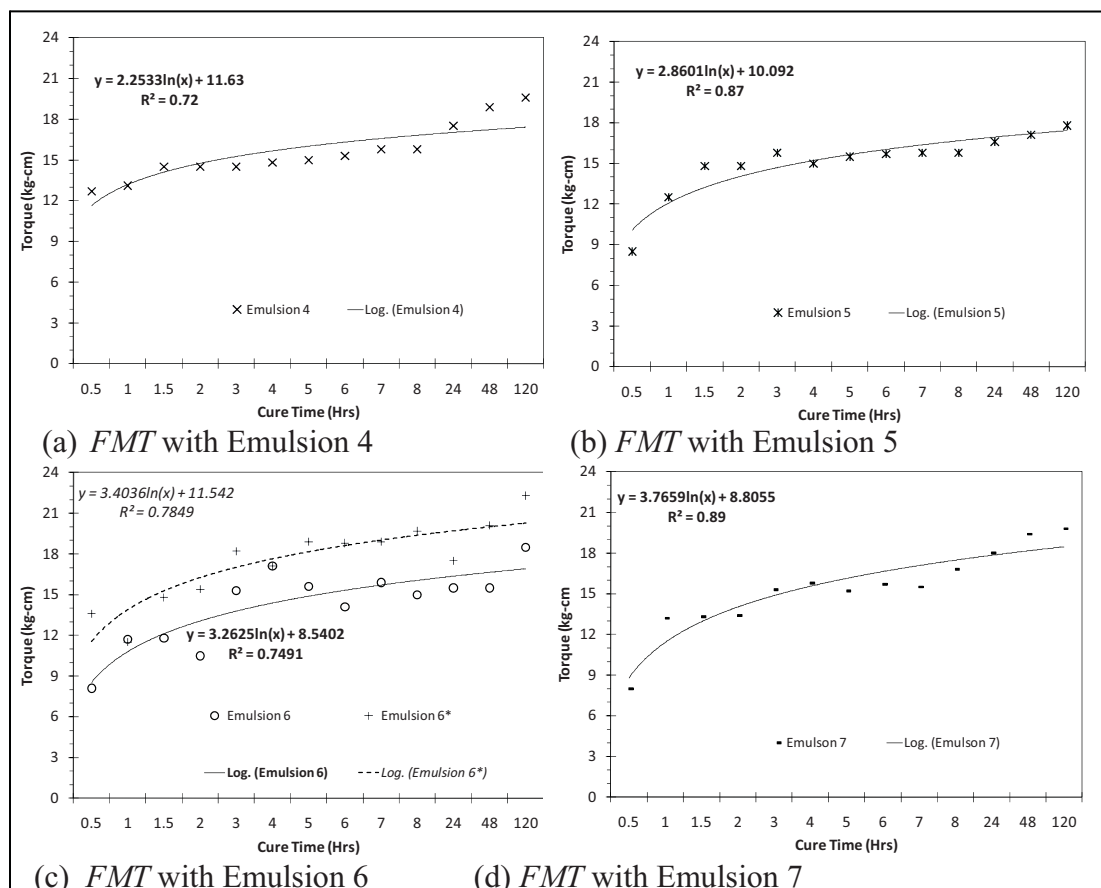 24
21
18
15
12
9
6
3
0
Torque (kg-cm)
y = 2.2533ln(x) + 11.63
R² = 0.72
Emulsion 4
Log. (Emulsion 4)
0.5 1 1.5 2 3 4 5 6 7 8 24 48 120
Cure Time (Hrs)
(a) FMT with Emulsion 4
24
21
18
15
12
9
6
3
0
Torque (kg-cm)
y = 2.8601ln(x) + 10.092
R² = 0.87
Emulsion 5
Log. (Emulsion 5)
0.5 1 1.5 2 3 4 5 6 7 8 24 48 120
Cure Time (Hrs)
(b) FMT with Emulsion 5
24
21
18
15
12
9
6
3
0
Torque (kg-cm
y = 3.4036ln(x) + 11.542
R² = 0.7849
y = 3.2625ln(x) + 8.5402
R² = 0.7491
Emulsion 6
Emulsion 6*
Log. (Emulsion 6)
Log. (Emulsion 6*)
0.5 1 1.5 2 3 4 5 6 7 8 24 48 120
Cure Time (Hrs)
(c) FMT with Emulsion 6
24
21
18
15
12
9
6
3
0
Torque (kg-cm)
y = 3.7659ln(x) + 8.8055
R² = 0.89
Emulson 7
Log. (Emulson 7)
0.5 1 1.5 2 3 4 5 6 7 8 24 48 120
Cure Time (Hrs)
(d) FMT with Emulsion 7